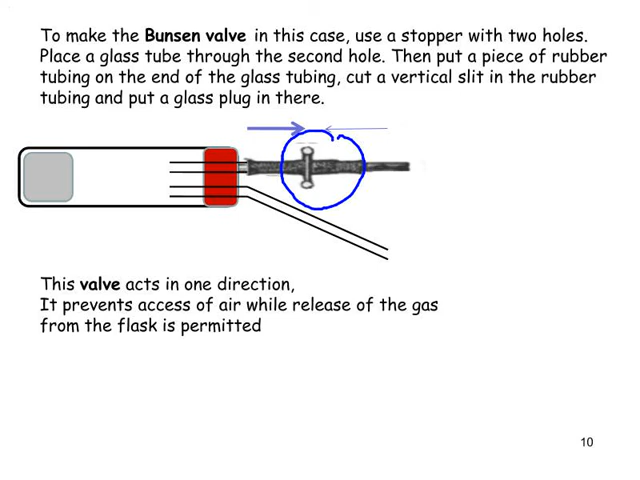 To make the Bunsen valve in this case, use a stopper with two holes.
Place a glass tube through the second hole. Then put a piece of rubber
tubing on the end of the glass tubing, cut a vertical slit in the rubber
tubing and put a glass plug in there.
This valve acts in one direction,
It prevents access of air while release of the gas
from the flask is permitted
10